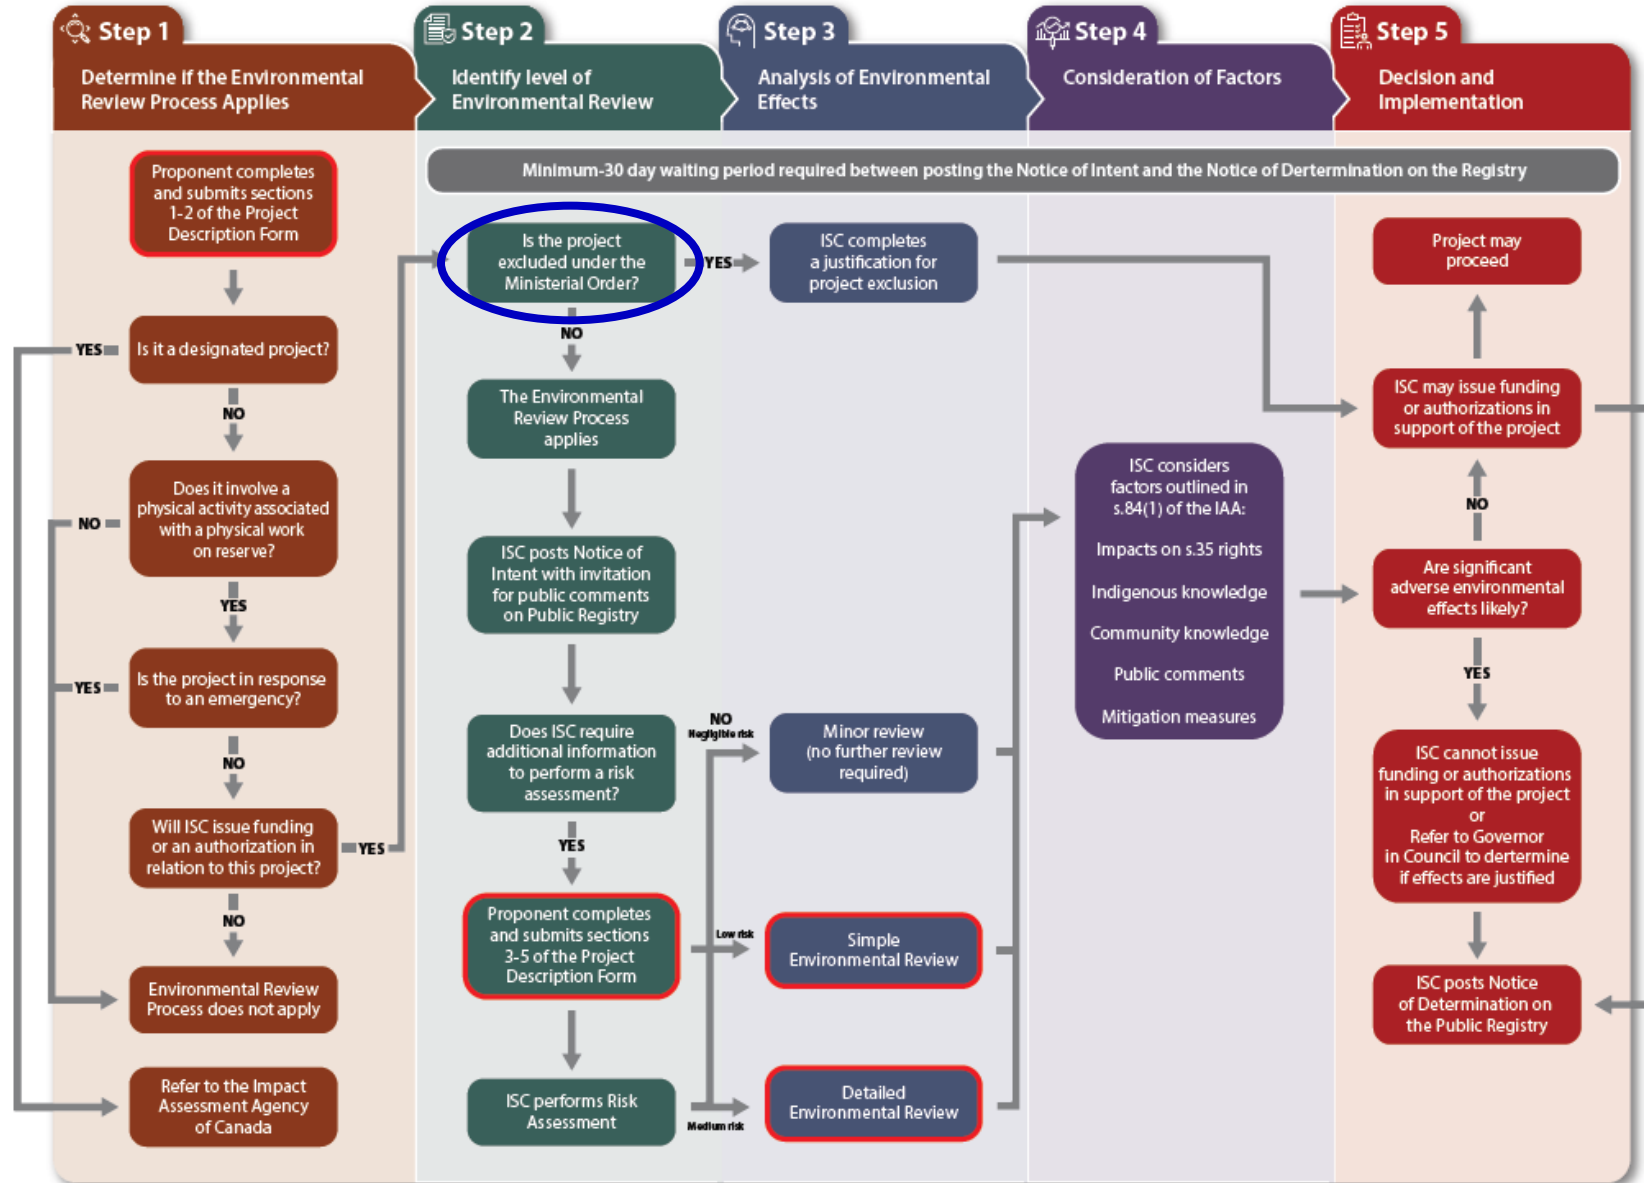 Step 1
Determine if the Environmental
Review Process Applies
Proponent completes
and submits sections
1-2 of the Project
Description Form
Is it a designated project?
YES
NO
Does it involve a
physical activity associated
with a physical work
on reserve?
NO
YES
Is the project in response
to an emergency?
YES
NO
Will ISC issue funding
or an authorization in
relation to this project?
YES
NO
Environmental Review
Process does not apply
Refer to the Impact
Assessment Agency
of Canada
Step 2
Identify level of
Environmental Review
Minimum-30 day waiting period required between posting the Notice of Intent and the Notice of Dertermination on the Registry
Is the project
excluded under the
Ministerial Order?
YES
NO
The Environmental
Review Process
applies
ISC posts Notice of
Intent with invitation
for public comments
on Public Registry
Does ISC require
additional information
to perform a risk
assessment?
NO
Negligible risk
YES
Proponent completes
and submits sections
3-5 of the Project
Description Form
Low risk
ISC performs Risk
Assessment
Medium risk
Step 3
Analysis of Environmental
Effects
ISC completes
a justification for
project exclusion
Minor review
(no further review
required)
Simple
Environmental Review
Detailed
Environmental Review
Step 4
Consideration of Factors
ISC considers
factors outlined in
s.84(1) of the IAA:
Impacts on s.35 rights
Indigenous knowledge
Community knowledge
Public comments
Mitigation measures
Step 5
Decision and
Implementation
Project may
proceed
ISC may issue funding
or authorizations in
support of the project
NO
Are significant
adverse environmental
effects likely?
YES
ISC cannot issue
funding or authorizations
in support of the project
or
Refer to Governor
in Council to dertermine
if effects are justified
ISC posts Notice
of Determination on
the Public Registry